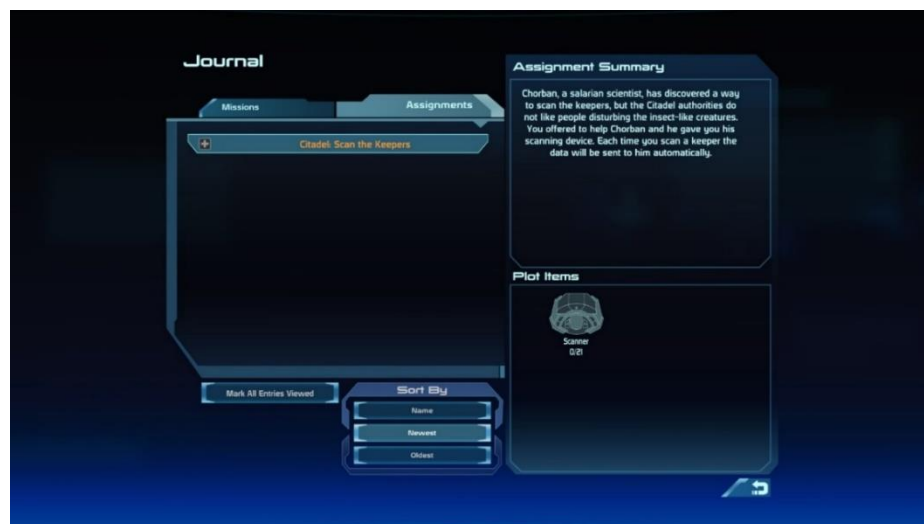 Journal
Missions
Assignments
Citadel: Scan the Keepers
Mark All Entries Viewed
Sort By
Name
Newest
Oldest
Assignment Summary
Chorban, a salarian scientist, has discovered a way
to scan the keepers, but the Citadel authorities do
not like people disturbing the insect-like creatures.
You offered to help Chorban and he gave you his
scanning device. Each time you scan a keeper the
data will be sent to him automatically.
Plot Items
Scanner
0/21